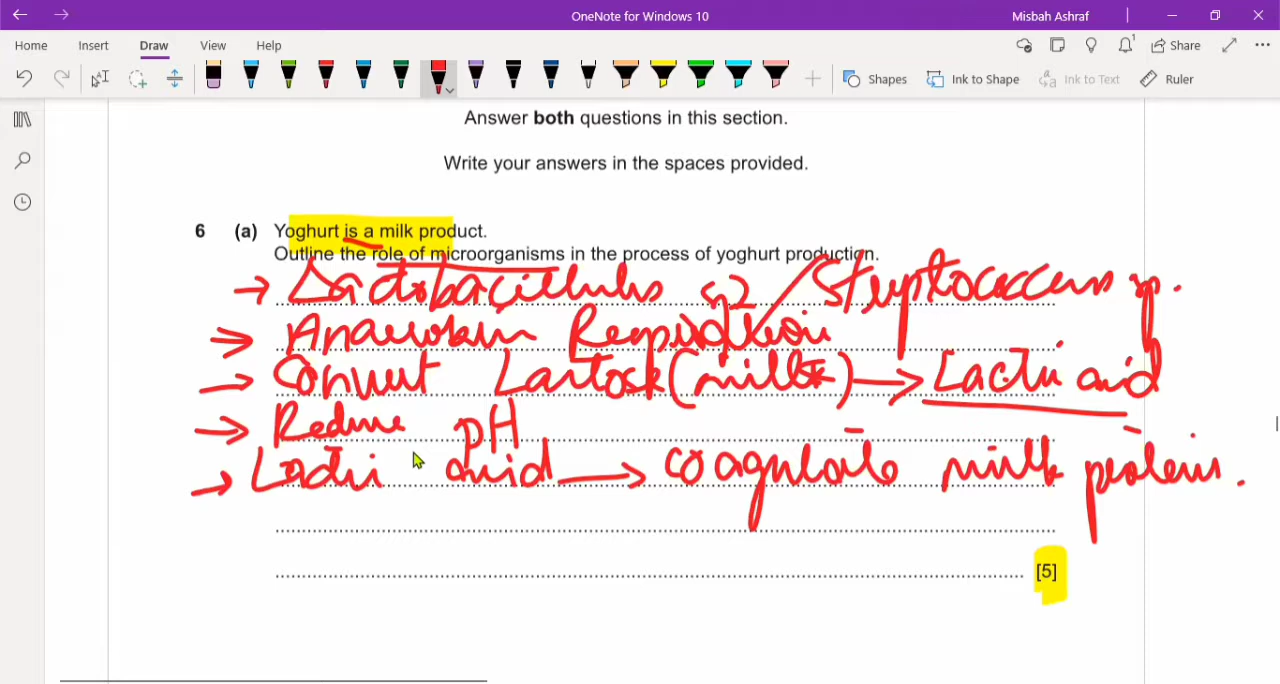 OneNote for Windows 10
Misbah Ashraf
Home Insert Draw View Help
Share
Shapes Ink to Shape Ink to Text Ruler
Answer both questions in this section.
Write your answers in the spaces provided.
6 (a) Yoghurt is a milk product.
Outline the role of microorganisms in the process of yoghurt production.
→ Lactobacillus sp / Streptococcus sp.
→ Anaerobic Respiration
→ Convert Lactose (milk) → Lactic acid
→ Reduce pH
→ Lactic acid → coagulate milk proteins.
[5]